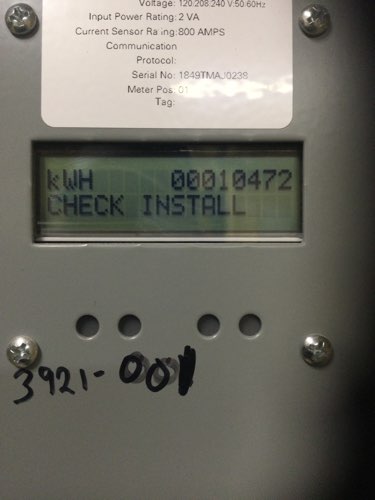 Voltage: 120.208.240 V:50.60Hz
Input Power Rating: 2 VA
Current Sensor Rating: 800 AMPS
Communication
Protocol:
Serial No: 1849TMAJ0238
Meter Pos: 01
Tag:
kWH 00010472
CHECK INSTALL
3921-001